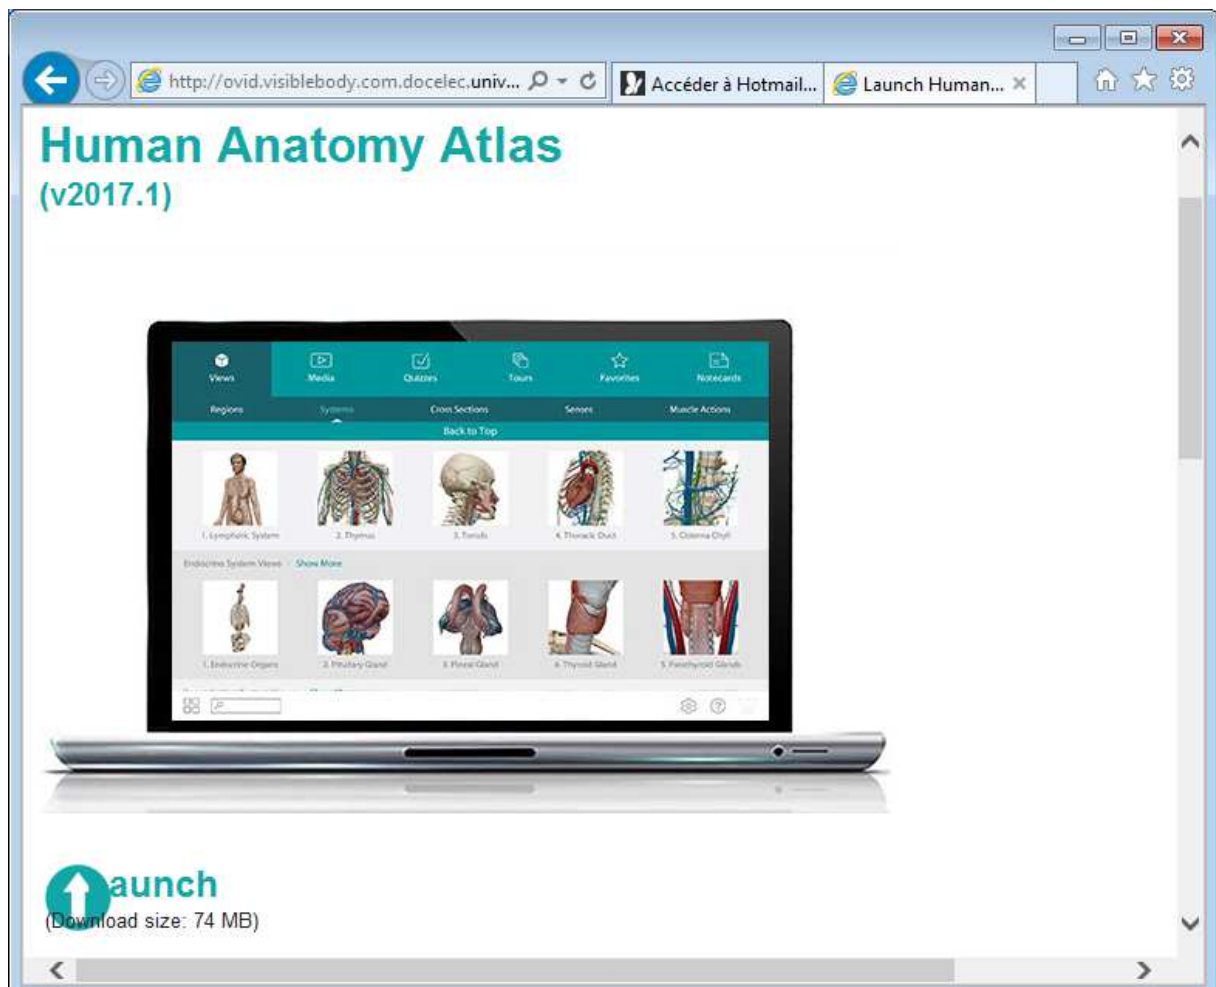 http://ovid.visiblebody.com.docelec.univ...
Accéder à Hotmail...
Launch Human...
Human Anatomy Atlas
(v2017.1)
Views Media Quizzes Tours Favorites Notecards
Regions Systems Cross Sections Senses Muscle Actions
Back to Top
1. Lymphatic System 2. Thymus 3. Tonsils 4. Thoracic Duct 5. Cisterna Chyli
Endocrine System Views Show More
1. Endocrine Organs 2. Pituitary Gland 3. Pineal Gland 4. Thyroid Gland 5. Parathyroid Glands
aunch
(Download size: 74 MB)